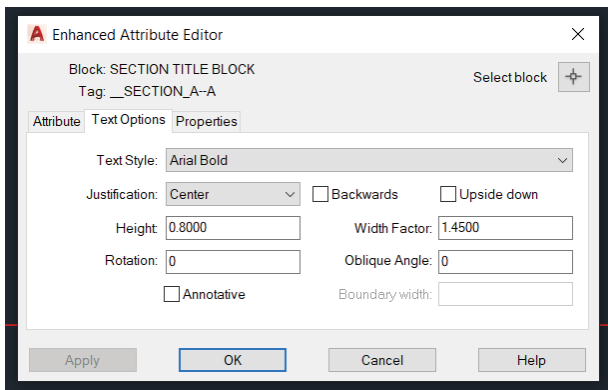 Enhanced Attribute Editor
Block: SECTION TITLE BLOCK
Tag: __SECTION_A--A
Select block
Attribute Text Options Properties
Text Style: Arial Bold
Justification: Center Backwards Upside down
Height: 0.8000 Width Factor: 1.4500
Rotation: 0 Oblique Angle: 0
Annotative Boundary width:
Apply OK Cancel Help